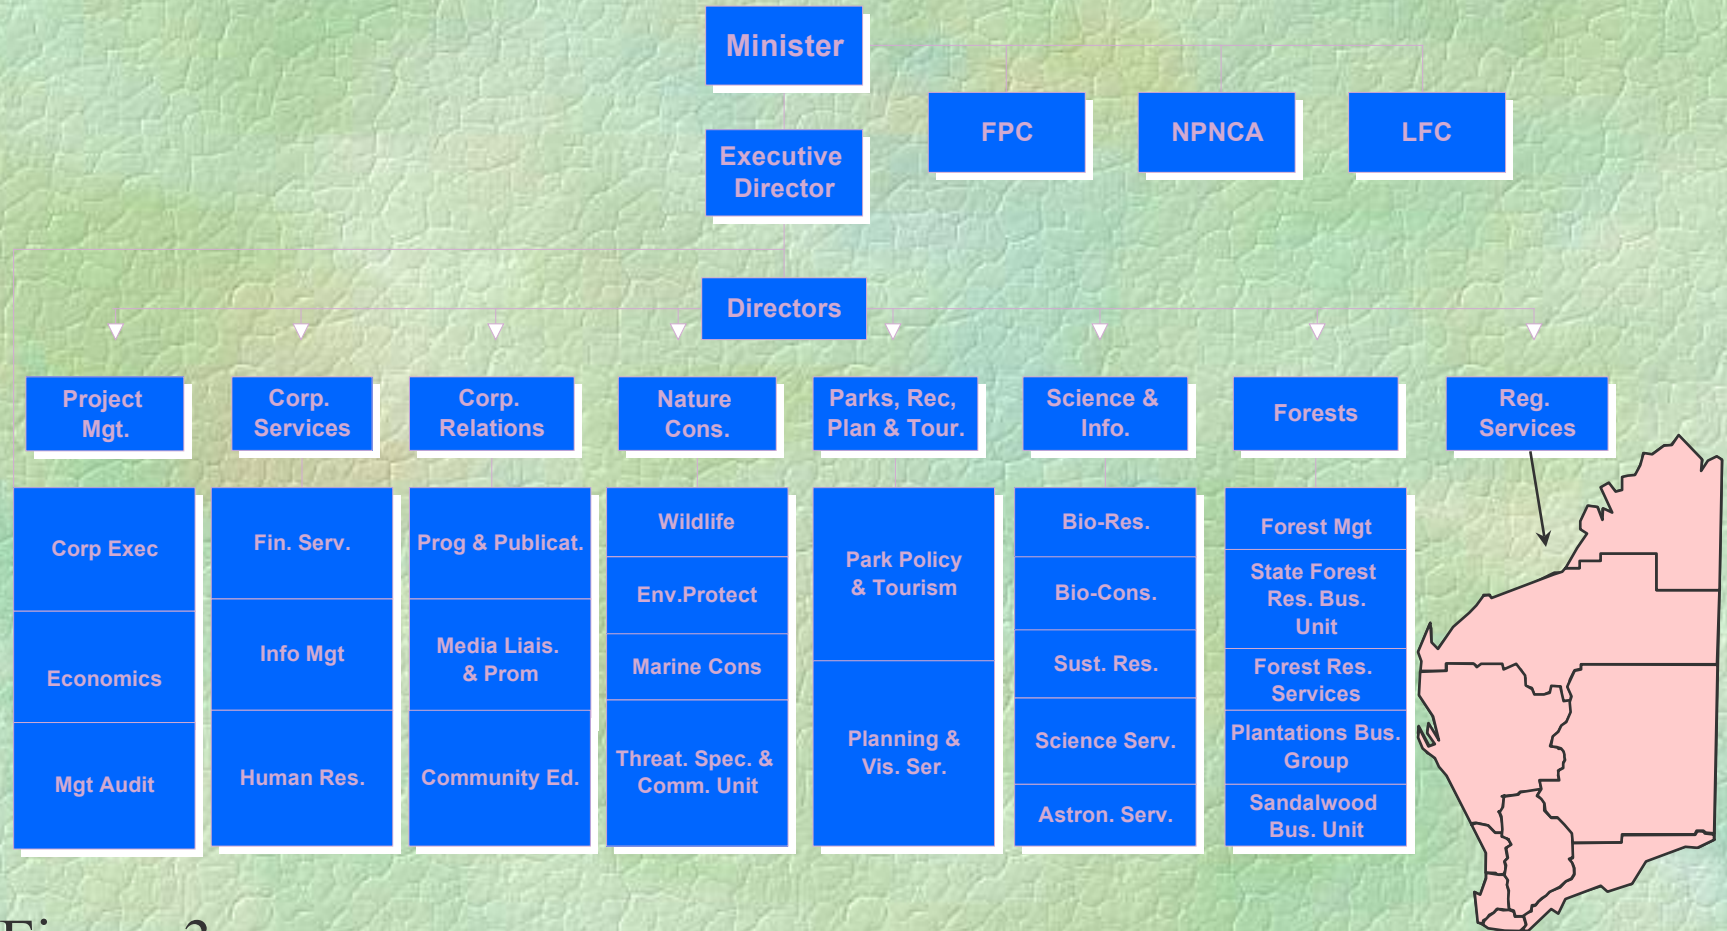 Minister
FPC
NPNCA
LFC
Executive
Director
Directors
Project
Mgt.
Corp.
Services
Corp.
Relations
Nature
Cons.
Parks, Rec,
Plan & Tour.
Science &
Info.
Forests
Reg.
Services
Corp Exec
Economics
Mgt Audit
Fin. Serv.
Info Mgt
Human Res.
Prog & Publicat.
Media Liais.
& Prom
Community Ed.
Wildlife
Env.Protect
Marine Cons
Threat. Spec. &
Comm. Unit
Park Policy
& Tourism
Planning &
Vis. Ser.
Bio-Res.
Bio-Cons.
Sust. Res.
Science Serv.
Astron. Serv.
Forest Mgt
State Forest
Res. Bus.
Unit
Forest Res.
Services
Plantations Bus.
Group
Sandalwood
Bus. Unit